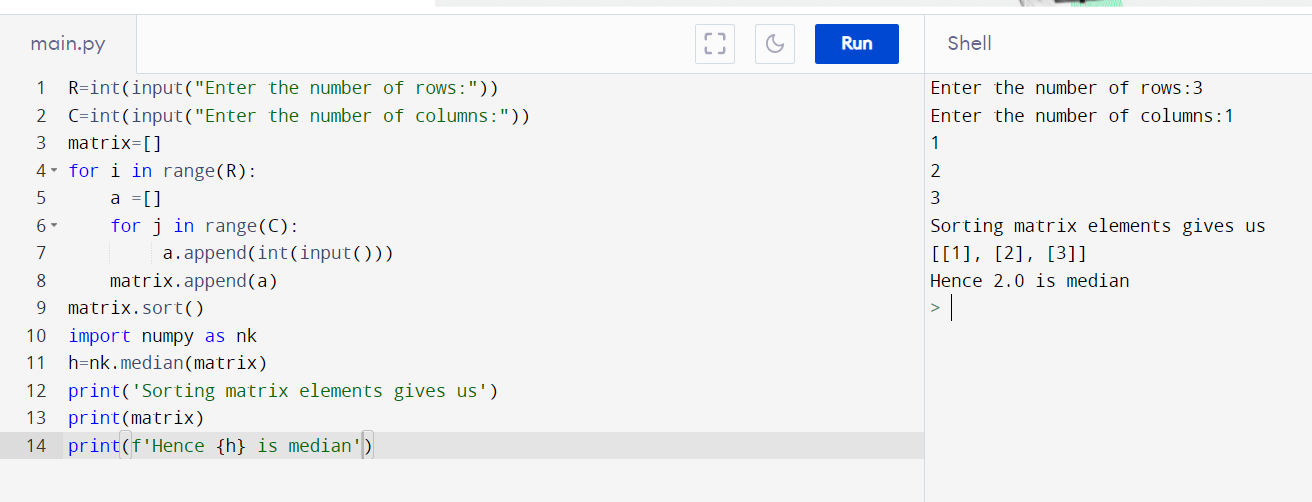 main.py
Run
Shell
1 R=int(input("Enter the number of rows:"))
2 C=int(input("Enter the number of columns:"))
3 matrix=[]
4 for i in range(R):
5     a =[]
6     for j in range(C):
7          a.append(int(input()))
8     matrix.append(a)
9 matrix.sort()
10 import numpy as nk
11 h=nk.median(matrix)
12 print('Sorting matrix elements gives us')
13 print(matrix)
14 print(f'Hence {h} is median')
Enter the number of rows:3
Enter the number of columns:1
1
2
3
Sorting matrix elements gives us
[[1], [2], [3]]
Hence 2.0 is median
>